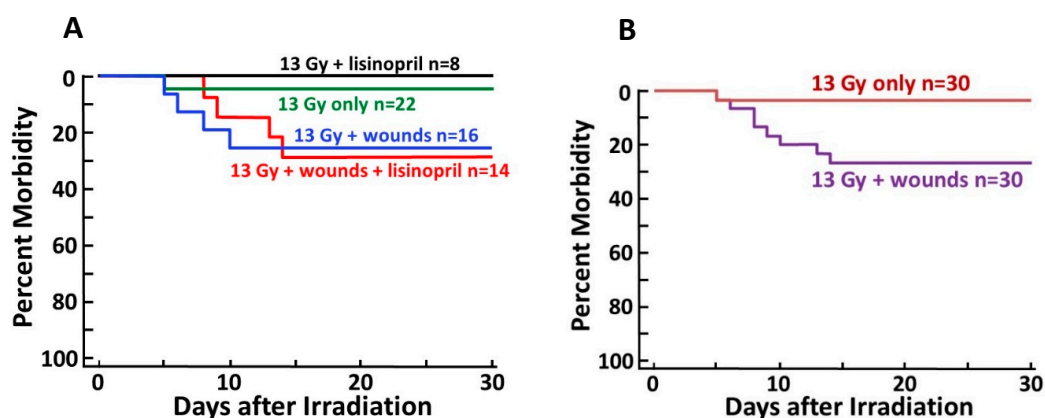 A
13 Gy + lisinopril n=8
13 Gy only n=22
13 Gy + wounds n=16
13 Gy + wounds + lisinopril n=14
Percent Morbidity
0
20
40
60
80
100
0
10
20
30
Days after Irradiation
B
13 Gy only n=30
13 Gy + wounds n=30
Percent Morbidity
0
20
40
60
80
100
0
10
20
30
Days after Irradiation